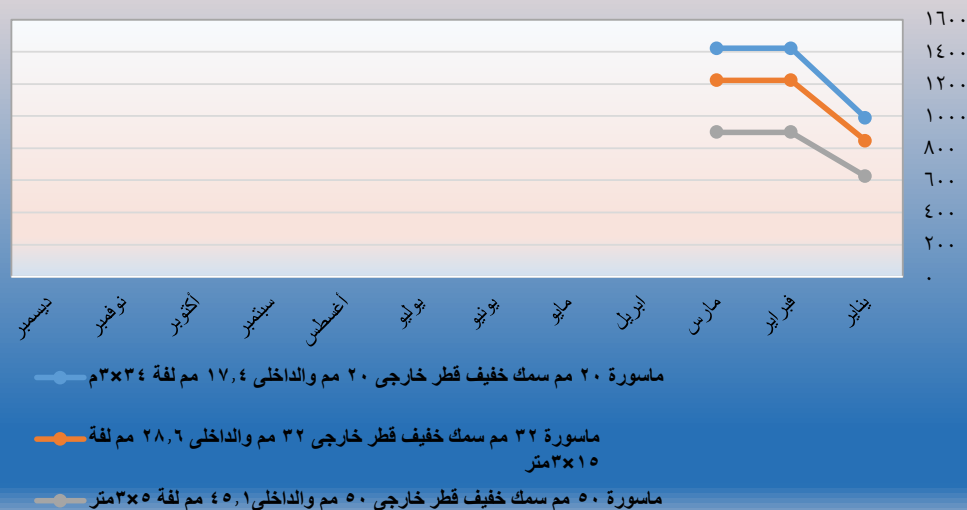 ١٦٠٠
١٤٠٠
١٢٠٠
١٠٠٠
٨٠٠
٦٠٠
٤٠٠
٢٠٠
٠
يناير
فبراير
مارس
ابريل
مايو
يونيو
يوليو
أغسطس
سبتمبر
أكتوبر
نوفمبر
ديسمبر
ماسورة ٢٠ مم سمك خفيف قطر خارجى ٢٠ مم والداخلى ١٧,٤ مم لفة ٣٤×٣م
ماسورة ٣٢ مم سمك خفيف قطر خارجى ٣٢ مم والداخلى ٢٨,٦ مم لفة
١٥×٣متر
ماسورة ٥٠ مم سمك خفيف قطر خارجى ٥٠ مم والداخلى٤٥,١ مم لفة ٥×٣متر